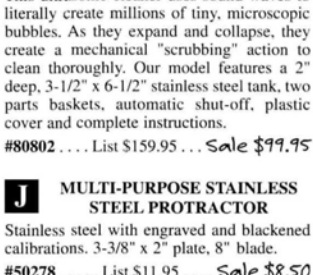 literally create millions of tiny, microscopic
bubbles. As they expand and collapse, they
create a mechanical "scrubbing" action to
clean thoroughly. Our model features a 2"
deep, 3-1/2" x 6-1/2" stainless steel tank, two
parts baskets, automatic shut-off, plastic
cover and complete instructions.
#80802 .... List $159.95 ... Sale $99.95
J MULTI-PURPOSE STAINLESS
STEEL PROTRACTOR
Stainless steel with engraved and blackened
calibrations. 3-3/8" x 2" plate, 8" blade.
#50278 ...... List $11.95 ..... Sale $8.50